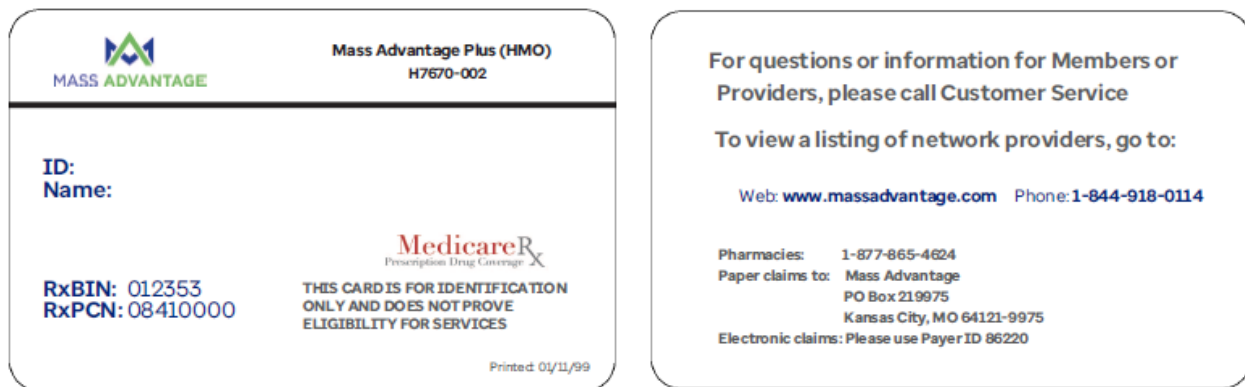 MASS ADVANTAGE
Mass Advantage Plus (HMO)
H7670-002
ID:
Name:
MedicareRx
Prescription Drug Coverage
RxBIN: 012353
RxPCN: 08410000
THIS CARD IS FOR IDENTIFICATION
ONLY AND DOES NOT PROVE
ELIGIBILITY FOR SERVICES
Printed: 01/11/99
For questions or information for Members or
Providers, please call Customer Service
To view a listing of network providers, go to:
Web: www.massadvantage.com Phone: 1-844-918-0114
Pharmacies: 1-877-865-4624
Paper claims to: Mass Advantage
PO Box 219975
Kansas City, MO 64121-9975
Electronic claims: Please use Payer ID 86220